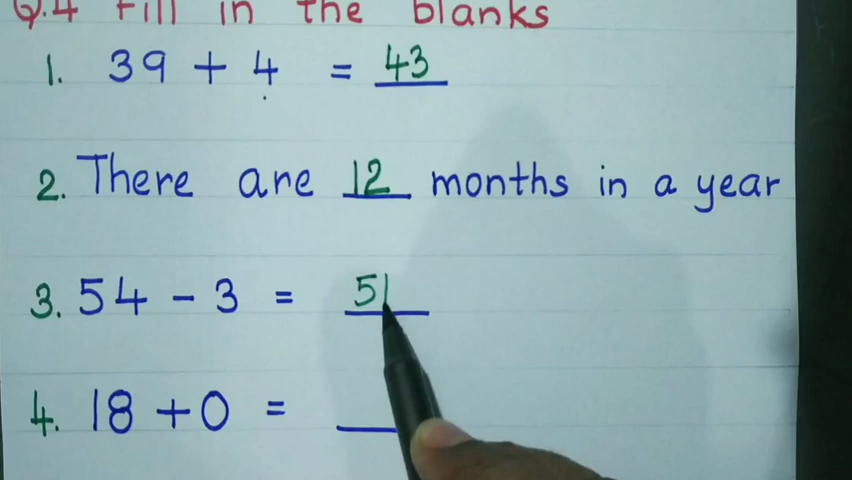 Q.4 Fill in the blanks
1. 39 + 4 = 43
2. There are 12 months in a year
3. 54 - 3 = 51
4. 18 + 0 = __